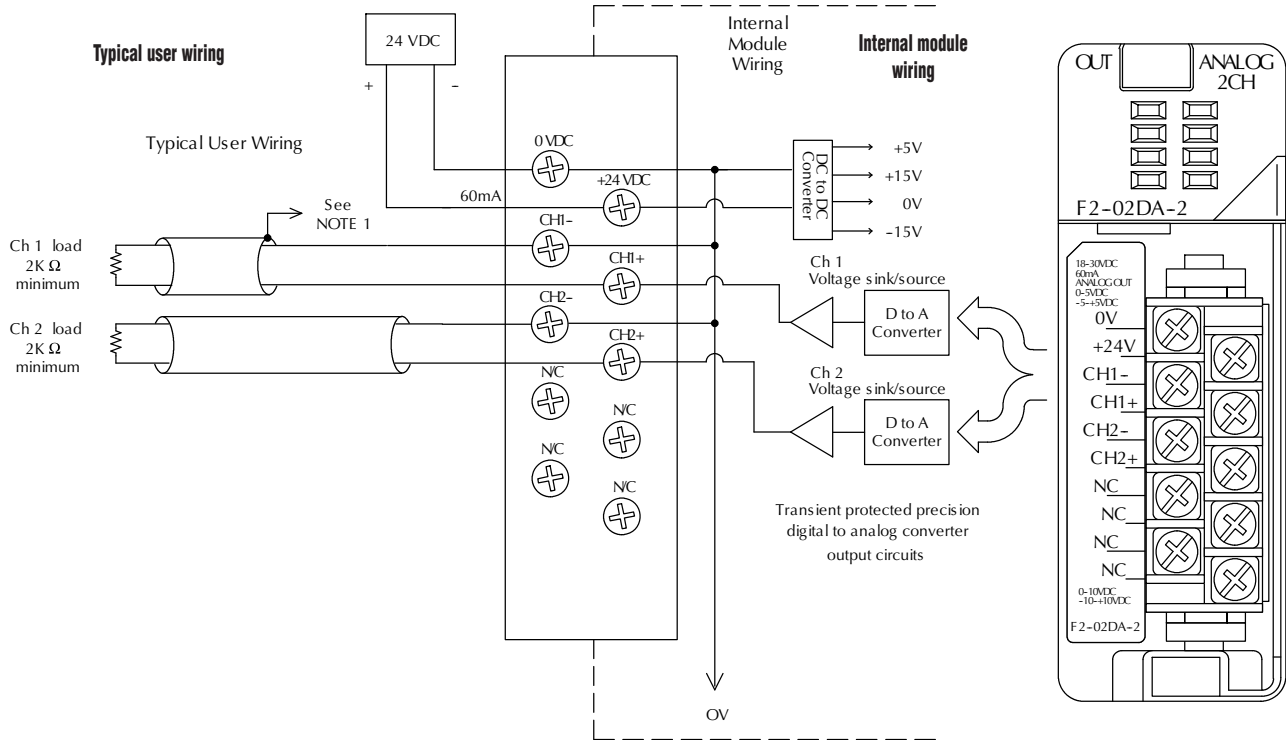 Typical user wiring
24 VDC
+
-
Internal
Module
Wiring
Internal module
wiring
Typical User Wiring
See
NOTE 1
60mA
0 VDC
+24 VDC
CH1-
CH1+
CH2-
CH2+
N/C
N/C
N/C
N/C
Ch 1 load
2K Ω
minimum
Ch 2 load
2K Ω
minimum
DC to DC
Converter
+5V
+15V
0V
-15V
Ch 1
Voltage sink/source
D to A
Converter
Ch 2
Voltage sink/source
D to A
Converter
Transient protected precision
digital to analog converter
output circuits
OV
OUT
ANALOG
2CH
F2-02DA-2
18-30VDC
60mA
ANALOG OUT
0-5VDC
-5-+5VDC
0V
+24V
CH1-
CH1+
CH2-
CH2+
NC
NC
NC
NC
0-10VDC
-10-+10VDC
F2-02DA-2